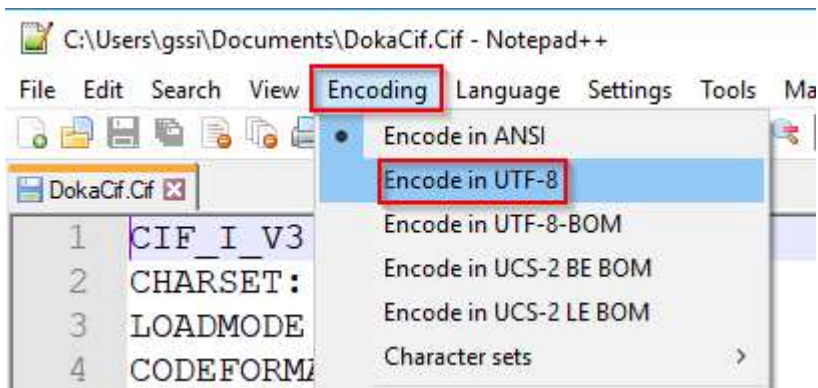 C:\Users\gssi\Documents\DokaCif.Cif - Notepad++
File Edit Search View Encoding Language Settings Tools Ma
Encode in ANSI
DokaCif.Cif
Encode in UTF-8
1 CIF_I_V3
Encode in UTF-8-BOM
2 CHARSET:
Encode in UCS-2 BE BOM
3 LOADMODE
Encode in UCS-2 LE BOM
4 CODEFORMA
Character sets >